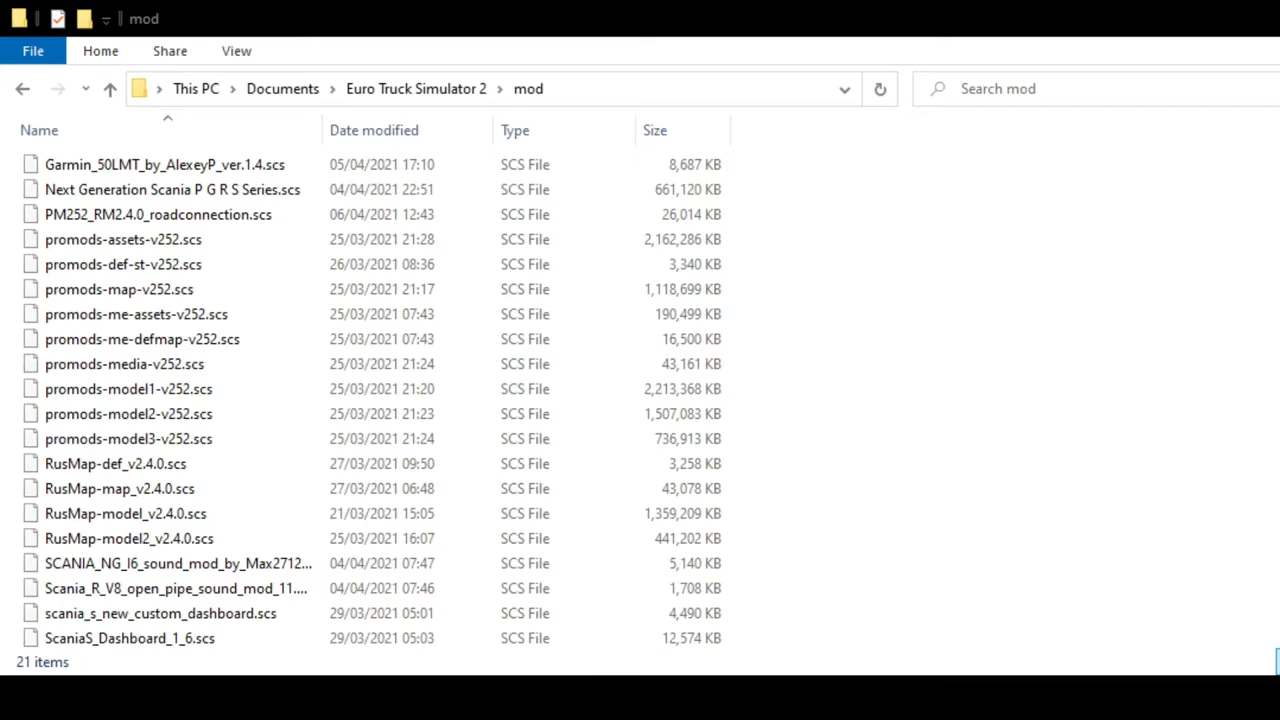 mod
File Home Share View
This PC Documents Euro Truck Simulator 2 mod Search mod
Name Date modified Type Size
Garmin_50LMT_by_AlexeyP_ver.1.4.scs 05/04/2021 17:10 SCS File 8,687 KB
Next Generation Scania P G R S Series.scs 04/04/2021 22:51 SCS File 661,120 KB
PM252_RM2.4.0_roadconnection.scs 06/04/2021 12:43 SCS File 26,014 KB
promods-assets-v252.scs 25/03/2021 21:28 SCS File 2,162,286 KB
promods-def-st-v252.scs 26/03/2021 08:36 SCS File 3,340 KB
promods-map-v252.scs 25/03/2021 21:17 SCS File 1,118,699 KB
promods-me-assets-v252.scs 25/03/2021 07:43 SCS File 190,499 KB
promods-me-defmap-v252.scs 25/03/2021 07:43 SCS File 16,500 KB
promods-media-v252.scs 25/03/2021 21:24 SCS File 43,161 KB
promods-model1-v252.scs 25/03/2021 21:20 SCS File 2,213,368 KB
promods-model2-v252.scs 25/03/2021 21:23 SCS File 1,507,083 KB
promods-model3-v252.scs 25/03/2021 21:24 SCS File 736,913 KB
RusMap-def_v2.4.0.scs 27/03/2021 09:50 SCS File 3,258 KB
RusMap-map_v2.4.0.scs 27/03/2021 06:48 SCS File 43,078 KB
RusMap-model_v2.4.0.scs 21/03/2021 15:05 SCS File 1,359,209 KB
RusMap-model2_v2.4.0.scs 25/03/2021 16:07 SCS File 441,202 KB
SCANIA_NG_I6_sound_mod_by_Max2712... 04/04/2021 07:47 SCS File 5,140 KB
Scania_R_V8_open_pipe_sound_mod_11.... 04/04/2021 07:46 SCS File 1,708 KB
scania_s_new_custom_dashboard.scs 29/03/2021 05:01 SCS File 4,490 KB
ScaniaS_Dashboard_1_6.scs 29/03/2021 05:03 SCS File 12,574 KB
21 items